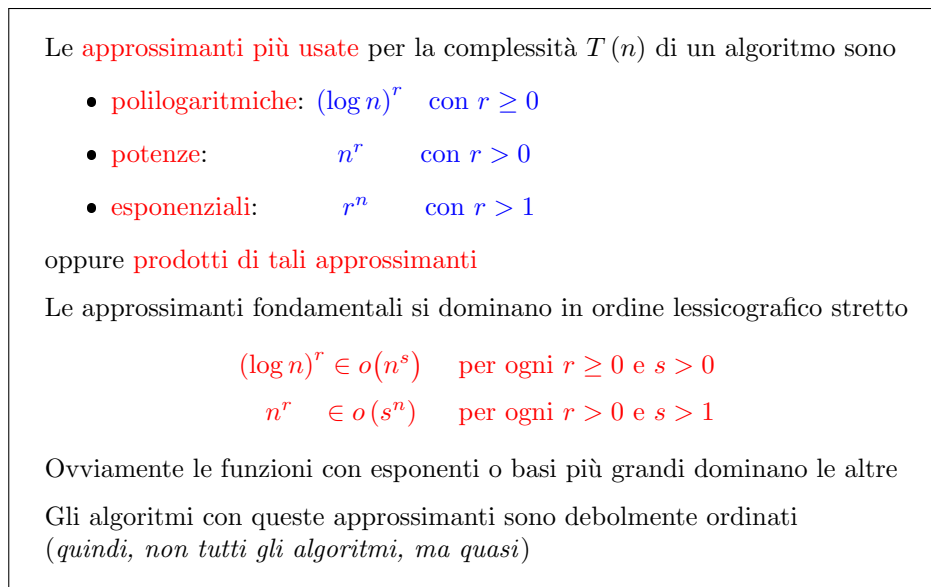 Le approssimanti più usate per la complessità T (n) di un algoritmo sono
• polilogaritmiche: (log n)^r con r ≥ 0
• potenze: n^r con r > 0
• esponenziali: r^n con r > 1
oppure prodotti di tali approssimanti
Le approssimanti fondamentali si dominano in ordine lessicografico stretto
(log n)^r ∈ o(n^s) per ogni r ≥ 0 e s > 0
n^r ∈ o (s^n) per ogni r > 0 e s > 1
Ovviamente le funzioni con esponenti o basi più grandi dominano le altre
Gli algoritmi con queste approssimanti sono debolmente ordinati
(quindi, non tutti gli algoritmi, ma quasi)